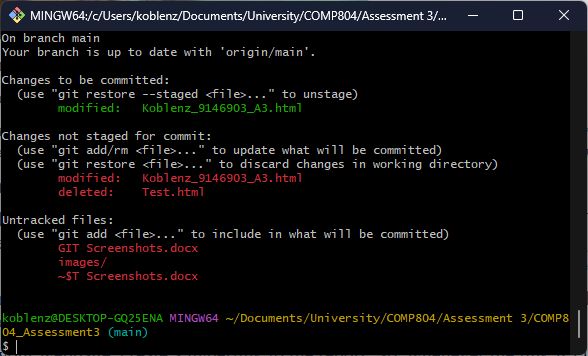 MINGW64:/c/Users/koblenz/Documents/University/COMP804/Assessment 3/...
On branch main
Your branch is up to date with 'origin/main'.
Changes to be committed:
(use "git restore --staged <file>..." to unstage)
modified:   Koblenz_9146903_A3.html
Changes not staged for commit:
(use "git add/rm <file>..." to update what will be committed)
(use "git restore <file>..." to discard changes in working directory)
modified:   Koblenz_9146903_A3.html
deleted:    Test.html
Untracked files:
(use "git add <file>..." to include in what will be committed)
GIT Screenshots.docx
images/
~$T Screenshots.docx
koblenz@DESKTOP-GQ25ENA MINGW64 ~/Documents/University/COMP804/Assessment 3/COMP8
04_Assessment3 (main)
$